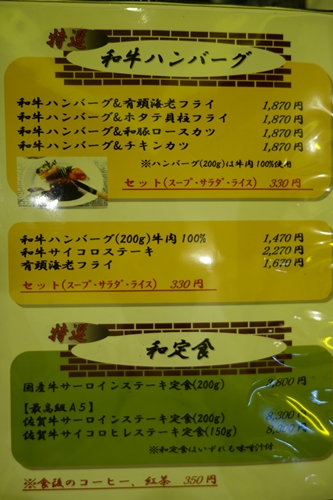 特選
和牛ハンバーグ
和牛ハンバーグ&有頭海老フライ 1,870円
和牛ハンバーグ&ホタテ貝柱フライ 1,870円
和牛ハンバーグ&和豚ロースカツ 1,870円
和牛ハンバーグ&チキンカツ 1,870円
※ハンバーグ(200g)は牛肉100%使用
セット(スープ・サラダ・ライス) 330円
和牛ハンバーグ(200g)牛肉100% 1,470円
和牛サイコロステーキ 2,270円
有頭海老フライ 1,670円
セット(スープ・サラダ・ライス) 330円
特選
和定食
国産牛サーロインステーキ定食(200g)
【最高級A5】
佐賀牛サーロインステーキ定食(200g)
佐賀牛サイコロヒレステーキ定食(150g)
※和定食はいずれも味噌汁付
※食後のコーヒー、紅茶 350円